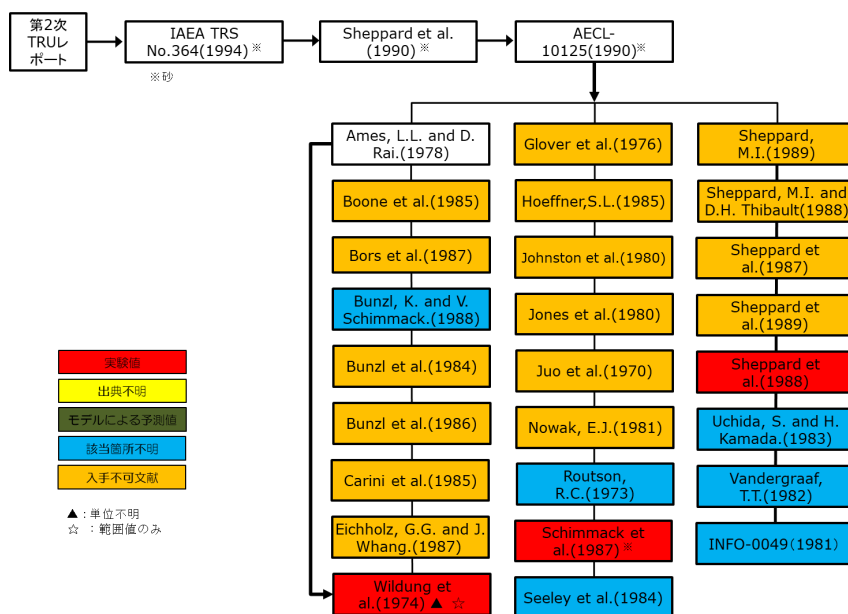 第2次
TRUレ
ポート
IAEA TRS
No.364(1994)※
※砂
Sheppard et al.
(1990)※
AECL-
10125(1990)※
Ames, L.L. and D.
Rai.(1978)
Boone et al.(1985)
Bors et al.(1987)
Bunzl, K. and V.
Schimmack.(1988)
Bunzl et al.(1984)
Bunzl et al.(1986)
Carini et al.(1985)
Eichholz, G.G. and J.
Whang.(1987)
Wildung et
al.(1974) ▲ ☆
Glover et al.(1976)
Hoeffner,S.L.(1985)
Johnston et al.(1980)
Jones et al.(1980)
Juo et al.(1970)
Nowak, E.J.(1981)
Routson,
R.C.(1973)
Schimmack
et al.(1987)※
Seeley et al.(1984)
Sheppard,
M.I.(1989)
Sheppard, M.I. and
D.H. Thibault(1988)
Sheppard et
al.(1987)
Sheppard et
al.(1989)
Sheppard et
al.(1988)
Uchida, S. and H.
Kamada.(1983)
Vandergraaf,
T.T.(1982)
INFO-0049(1981)
実験値
出典不明
モデルによる予測値
該当箇所不明
入手不可文献
▲：単位不明
☆ ：範囲値のみ